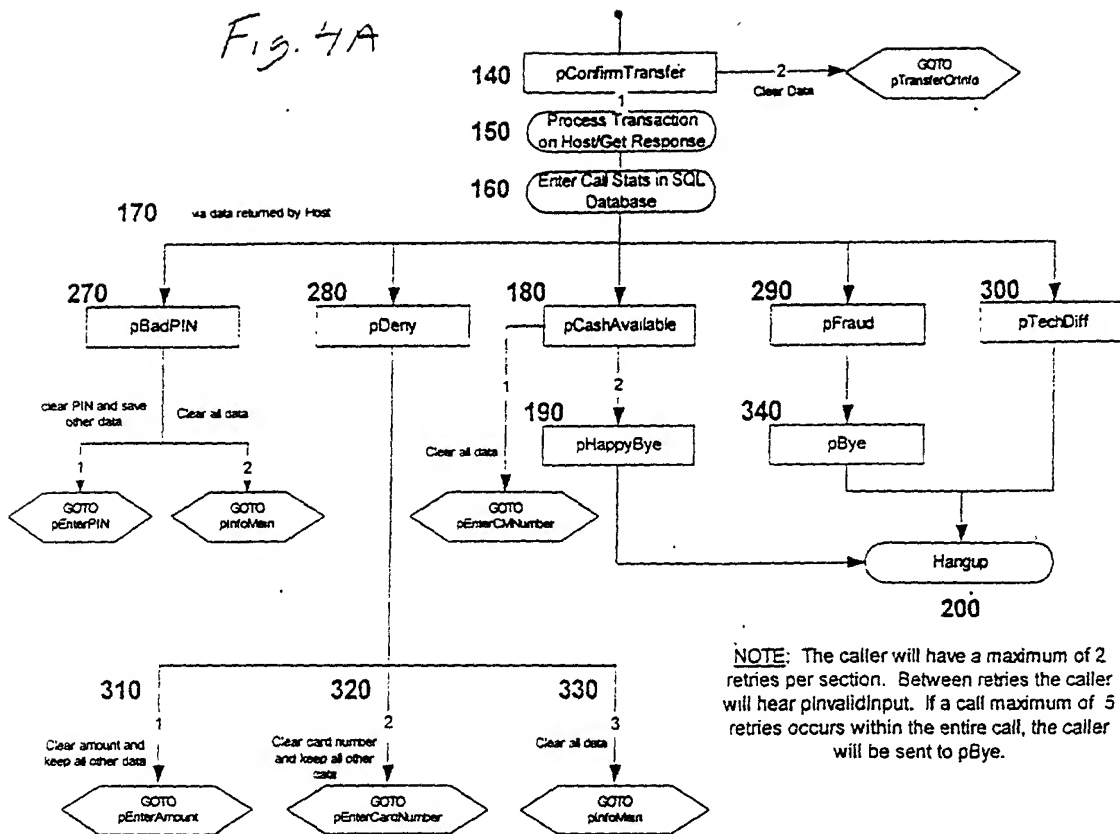 Fig. 4A
140
pConfirmTransfer
2
Clear Data
GOTO
pTransferOrInfo
1
150
Process Transaction
on Host/Get Response
160
Enter Call Stats in SQL
Database
170
via data returned by Host
270
pBadPIN
280
pDeny
180
pCashAvailable
290
pFraud
300
pTechDiff
clear PIN and save
other data
Clear all data
1
2
GOTO
pEnterPIN
GOTO
pInfoMain
1
2
Clear all data
GOTO
pEnterCMNumber
190
pHappyBye
340
pBye
Hangup
200
NOTE: The caller will have a maximum of 2
retries per section. Between retries the caller
will hear pInvalidInput. If a call maximum of 5
retries occurs within the entire call, the caller
will be sent to pBye.
310
1
Clear amount and
keep all other data
GOTO
pEnterAmount
320
2
Clear card number
and keep all other
data
GOTO
pEnterCardNumber
330
3
Clear all data
GOTO
pInfoMain